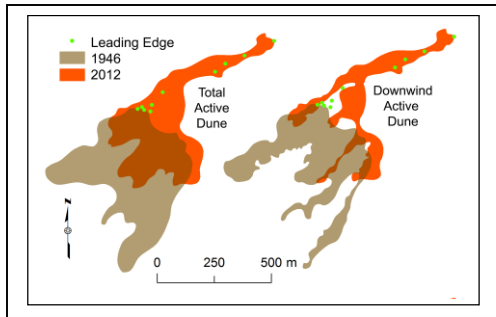 Leading Edge
1946
2012
Total
Active
Dune
Downwind
Active
Dune
N
0 250 500 m